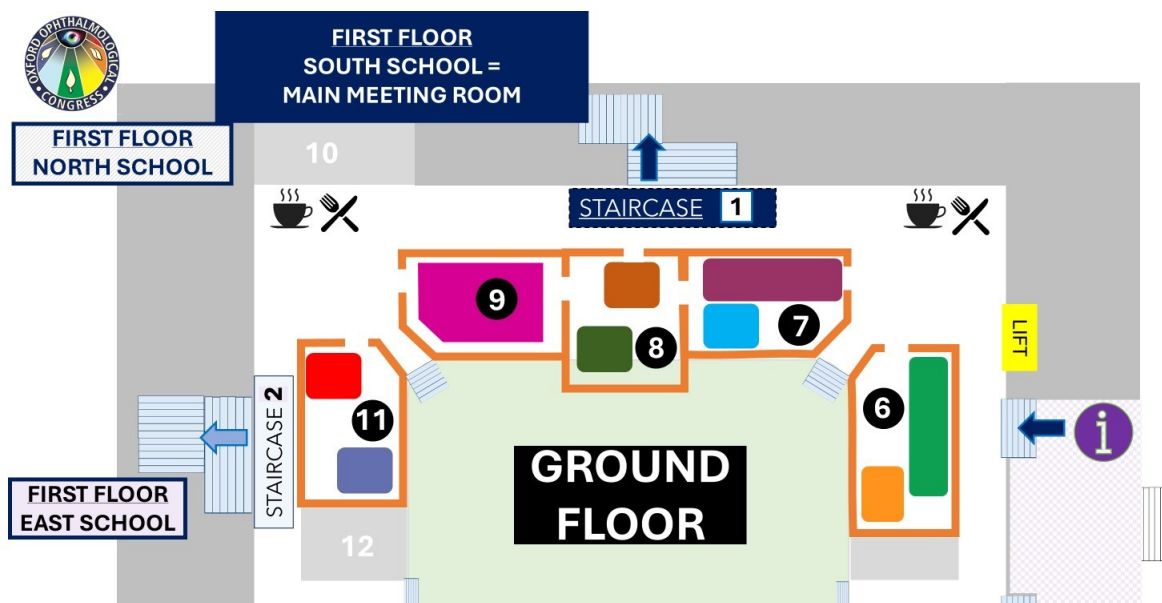 OXFORD OPHTHALMOLOGICAL
CONGRESS
FIRST FLOOR
SOUTH SCHOOL =
MAIN MEETING ROOM
FIRST FLOOR
NORTH SCHOOL
10
STAIRCASE 1
9
8
7
LIFT
11
6
i
STAIRCASE 2
GROUND
FLOOR
FIRST FLOOR
EAST SCHOOL
12